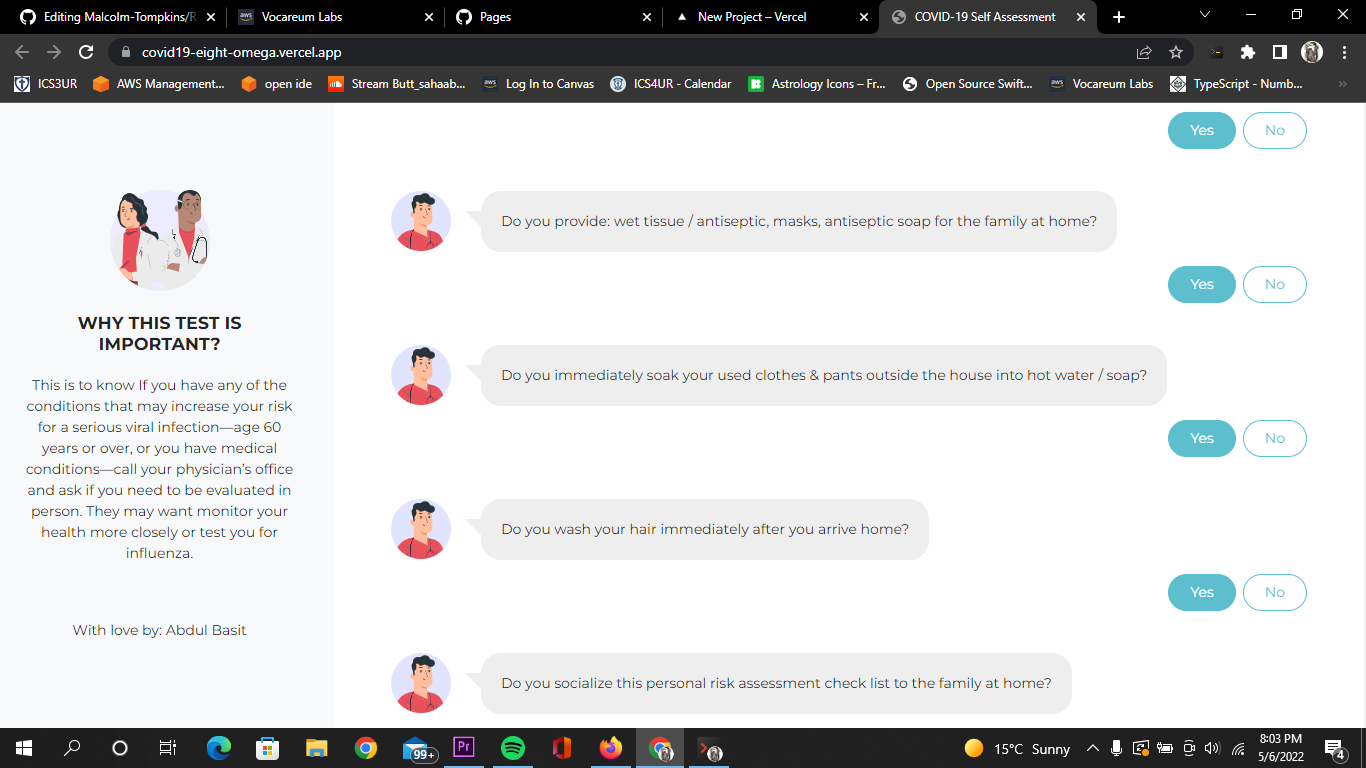 Editing Malcolm-Tompkins/R
Vocareum Labs
Pages
New Project – Vercel
COVID-19 Self Assessment
covid19-eight-omega.vercel.app
ICS3UR
AWS Management...
open ide
Stream Butt_sahaab...
Log In to Canvas
ICS4UR - Calendar
Astrology Icons – Fr...
Open Source Swift...
Vocareum Labs
TypeScript - Numb...
WHY THIS TEST IS
IMPORTANT?
This is to know If you have any of the
conditions that may increase your risk
for a serious viral infection—age 60
years or over, or you have medical
conditions—call your physician’s office
and ask if you need to be evaluated in
person. They may want monitor your
health more closely or test you for
influenza.
With love by: Abdul Basit
Yes No
Do you provide: wet tissue / antiseptic, masks, antiseptic soap for the family at home?
Yes No
Do you immediately soak your used clothes & pants outside the house into hot water / soap?
Yes No
Do you wash your hair immediately after you arrive home?
Yes No
Do you socialize this personal risk assessment check list to the family at home?
99+
Pr
15°C Sunny
8:03 PM
5/6/2022
4